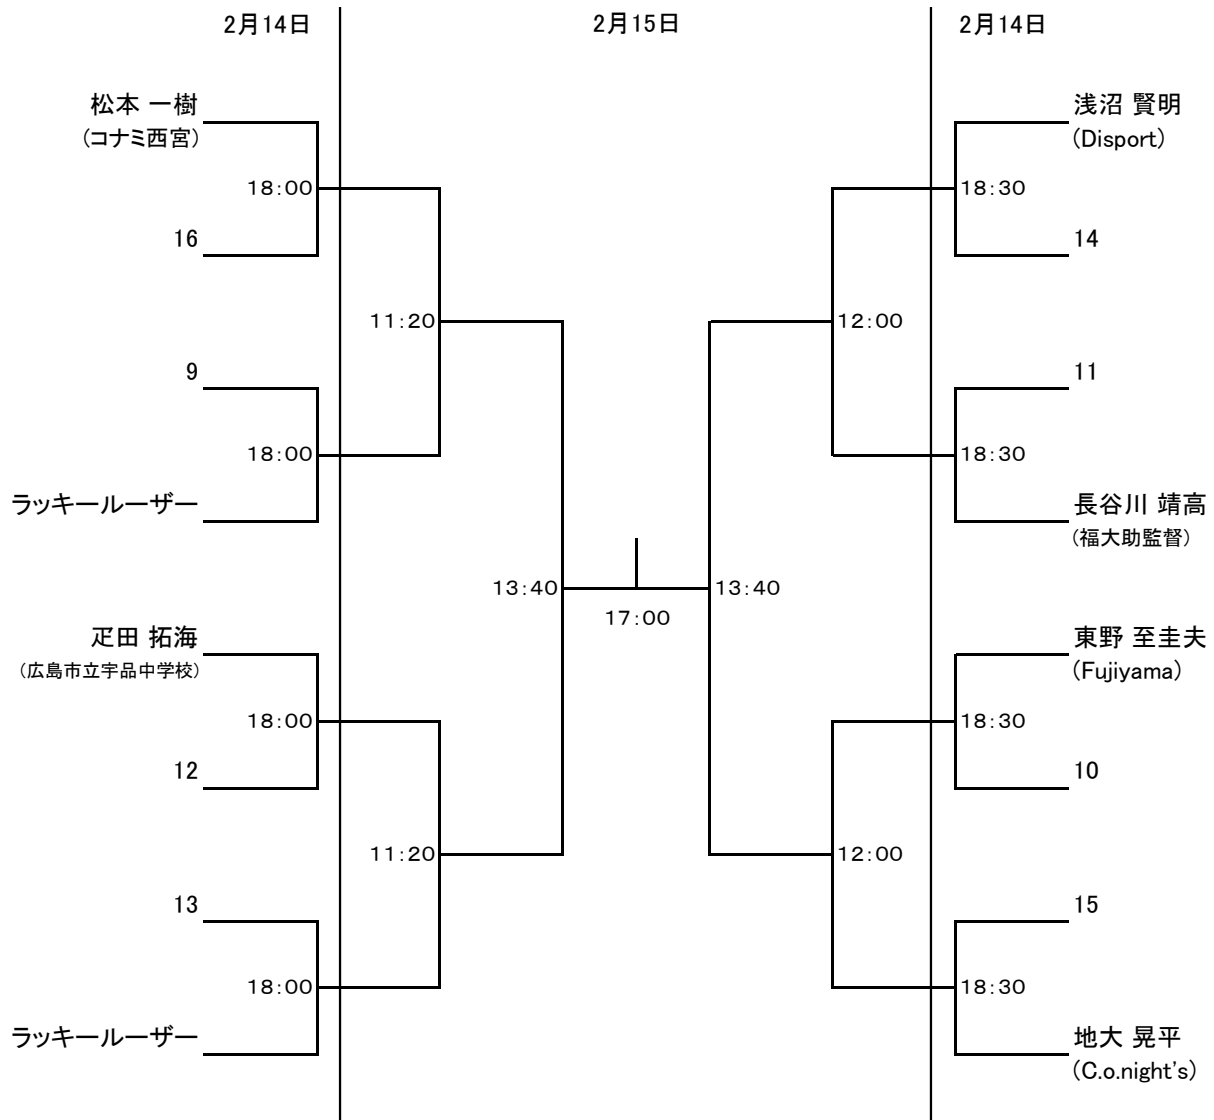 2月14日
2月15日
2月14日
松本 一樹
(コナミ西宮)
浅沼 賢明
(Disport)
18:00
18:30
16
14
11:20
12:00
9
11
18:00
18:30
ラッキールーザー
長谷川 靖高
(福大助監督)
13:40
13:40
17:00
疋田 拓海
(広島市立宇品中学校)
東野 至圭夫
(Fujiyama)
18:00
18:30
12
10
11:20
12:00
13
15
18:00
18:30
ラッキールーザー
地大 晃平
(C.o.night's)